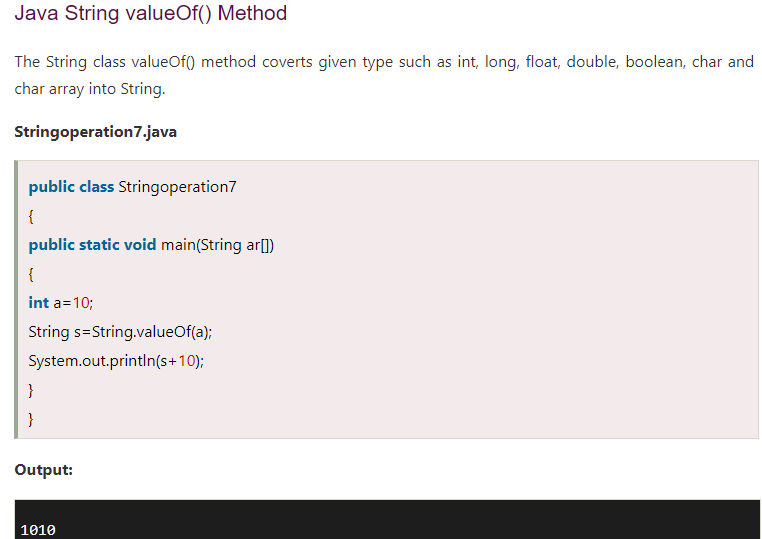 Java String valueOf() Method
The String class valueOf() method coverts given type such as int, long, float, double, boolean, char and
char array into String.
Stringoperation7.java
public class Stringoperation7
{
public static void main(String ar[])
{
int a=10;
String s=String.valueOf(a);
System.out.println(s+10);
}
}
Output:
1010